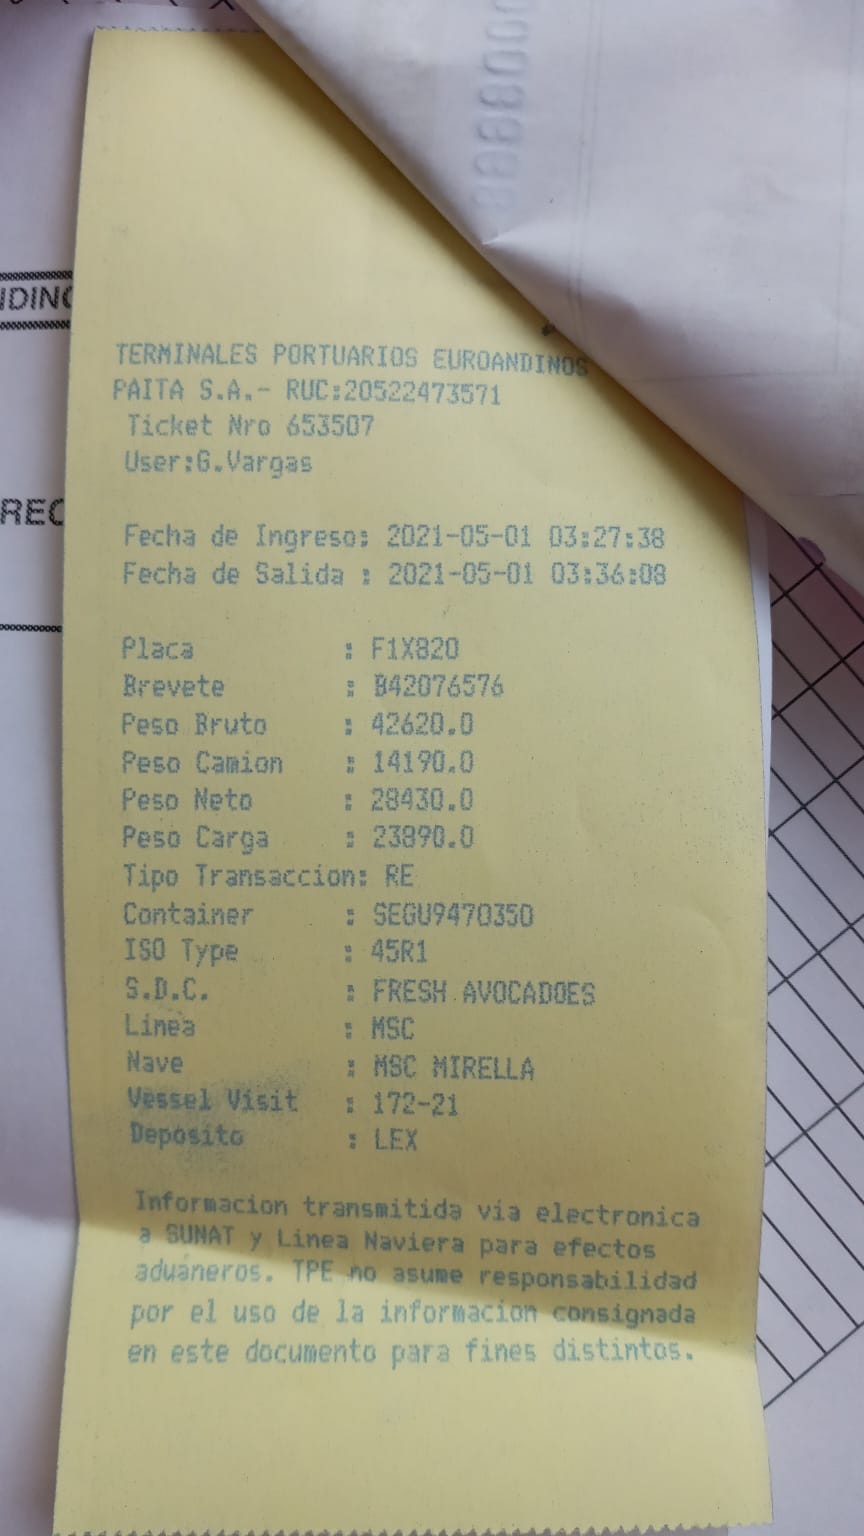 TERMINALES PORTUARIOS EUROANDINOS
PAITA S.A.- RUC:20522473571
Ticket Nro 653507
User:G.Vargas
Fecha de Ingreso: 2021-05-01 03:27:38
Fecha de Salida : 2021-05-01 03:36:08
Placa : F1X820
Brevete : B42076576
Peso Bruto : 42620.0
Peso Camion : 14190.0
Peso Neto : 28430.0
Peso Carga : 23890.0
Tipo Transaccion: RE
Container : SEGU9470350
ISO Type : 45R1
S.D.C. : FRESH AVOCADOES
Linea : MSC
Nave : MSC MIRELLA
Vessel Visit : 172-21
Deposito : LEX
Informacion transmitida via electronica
a SUNAT y Linea Naviera para efectos
aduaneros. TPE no asume responsabilidad
por el uso de la informacion consignada
en este documento para fines distintos.